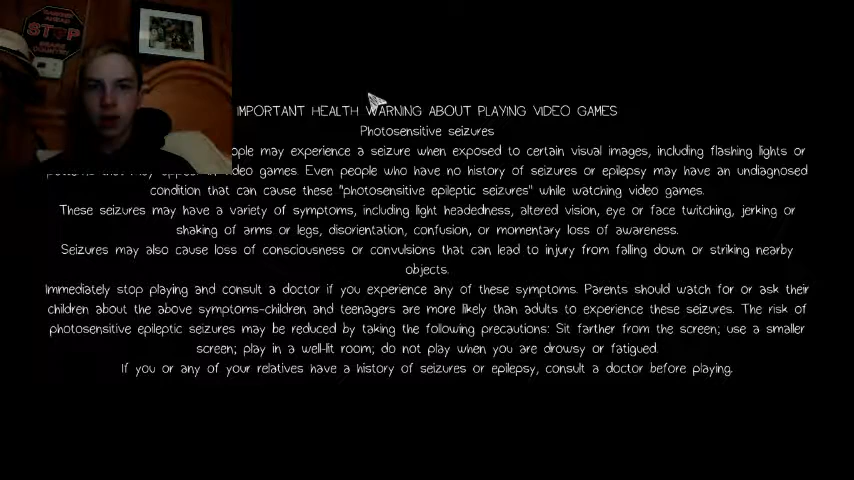 STOP
IMPORTANT HEALTH WARNING ABOUT PLAYING VIDEO GAMES
Photosensitive seizures
may experience a seizure when exposed to certain visual images, including flashing lights or
games. Even people who have no history of seizures or epilepsy may have an undiagnosed
condition that can cause these "photosensitive epileptic seizures" while watching video games.
These seizures may have a variety of symptoms, including light headedness, altered vision, eye or face twitching, jerking or
shaking of arms or legs, disorientation, confusion, or momentary loss of awareness.
Seizures may also cause loss of consciousness or convulsions that can lead to injury from falling down or striking nearby
objects.
Immediately stop playing and consult a doctor if you experience any of these symptoms. Parents should watch for or ask their
children about the above symptoms-children and teenagers are more likely than adults to experience these seizures. The risk of
photosensitive epileptic seizures may be reduced by taking the following precautions: Sit farther from the screen; use a smaller
screen; play in a well-lit room; do not play when you are drowsy or fatigued.
If you or any of your relatives have a history of seizures or epilepsy, consult a doctor before playing.